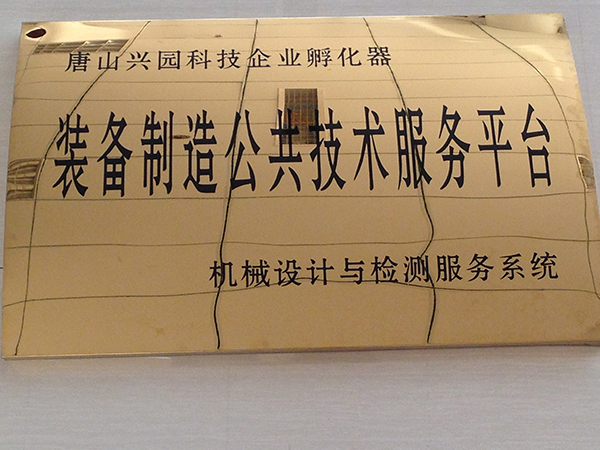 唐山兴园科技企业孵化器
装备制造公共技术服务平台
机械设计与检测服务系统